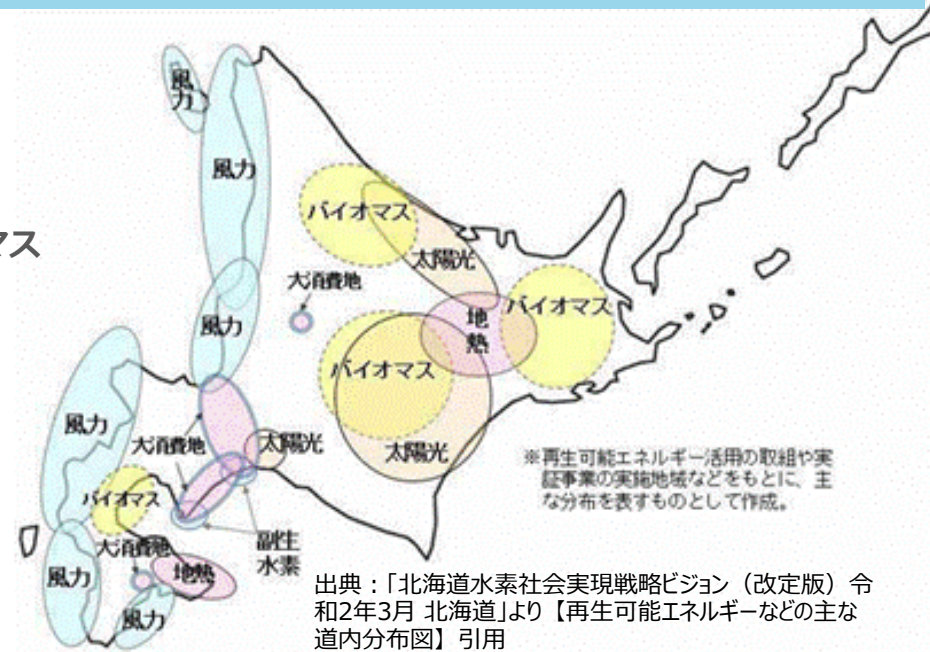 風
力
風力
バイオマス
マス
太陽光
大消費地
バイオマス
地
熱
風力
バイオマス
風力
大消費地
太陽光
太陽光
※再生可能エネルギー活用の取組や実
証事業の実施地域などをもとに、主
な分布を表すものとして作成。
バイオマス
大消費地
副生
水素
風力
地熱
風力
出典：「北海道水素社会実現戦略ビジョン（改定版）令
和2年3月 北海道」より【再生可能エネルギーなどの主な
道内分布図】引用